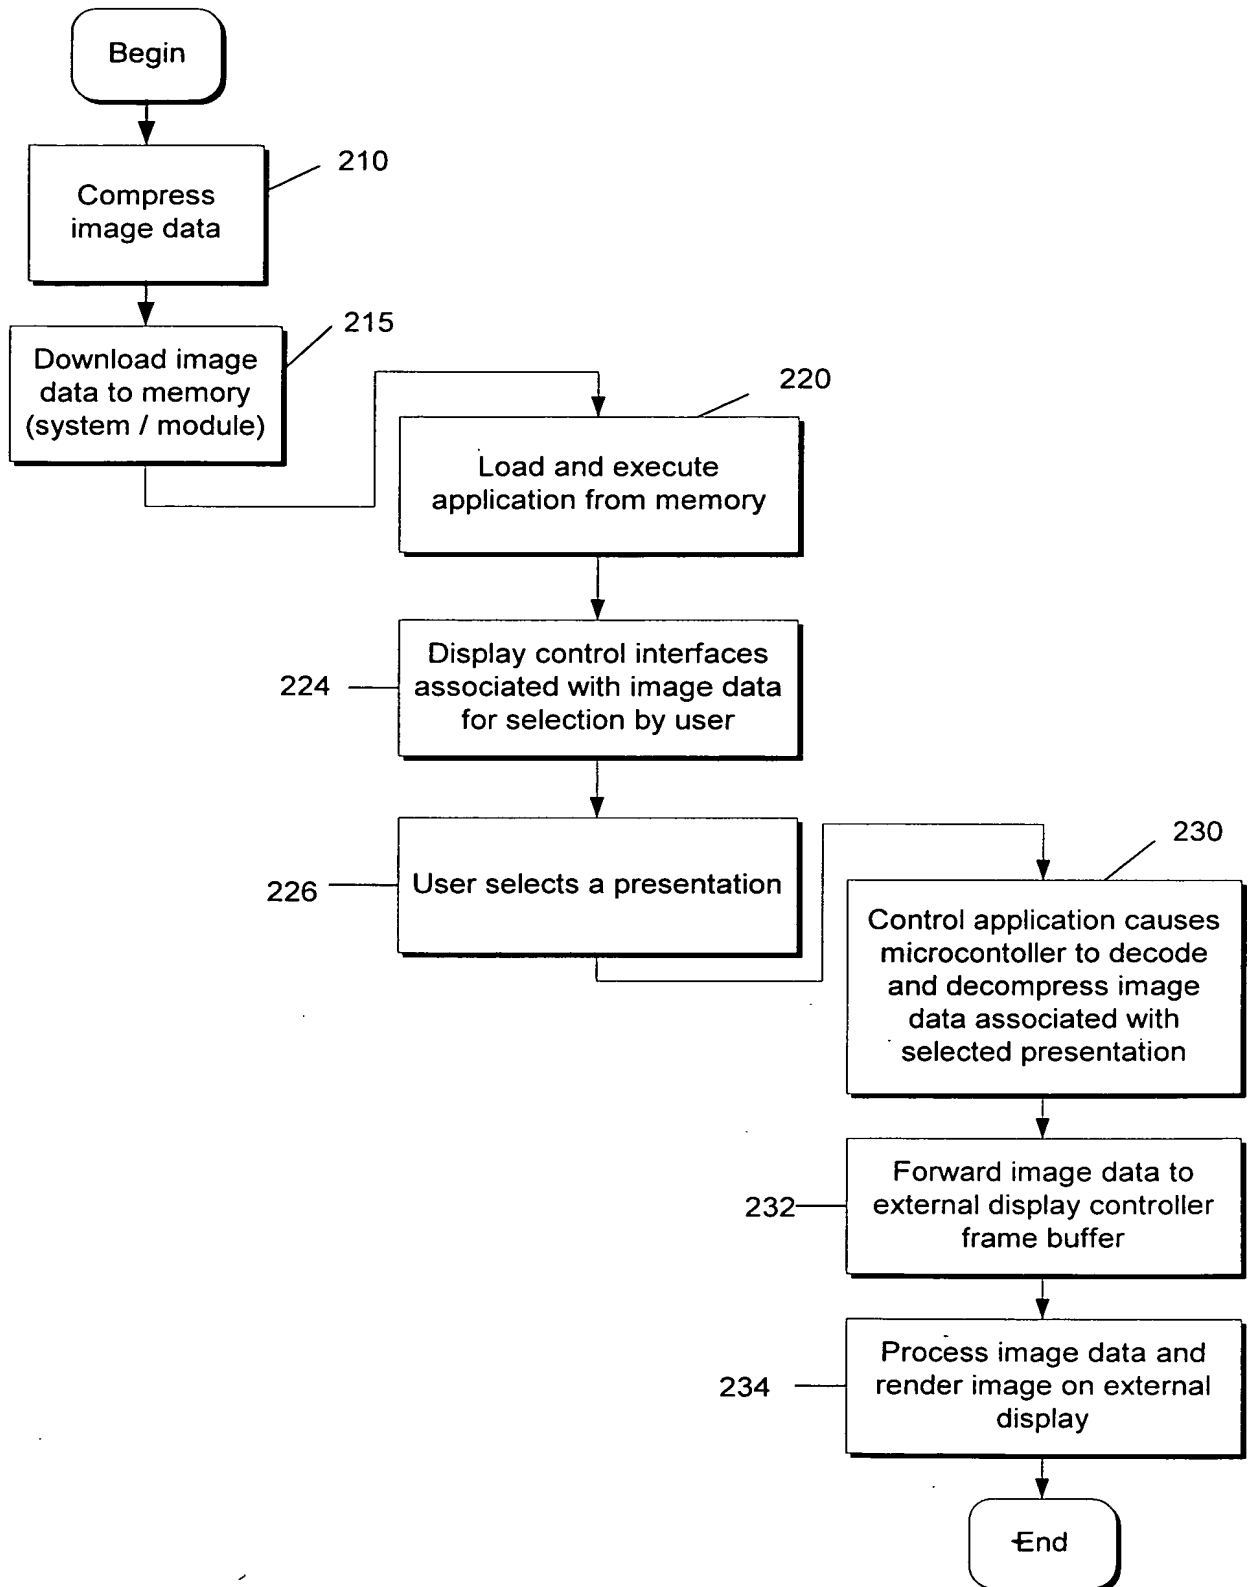 Begin
210
Compress
image data
215
Download image
data to memory
(system / module)
220
Load and execute
application from memory
224
Display control interfaces
associated with image data
for selection by user
226
User selects a presentation
230
Control application causes
microcontoller to decode
and decompress image
data associated with
selected presentation
232
Forward image data to
external display controller
frame buffer
234
Process image data and
render image on external
display
End